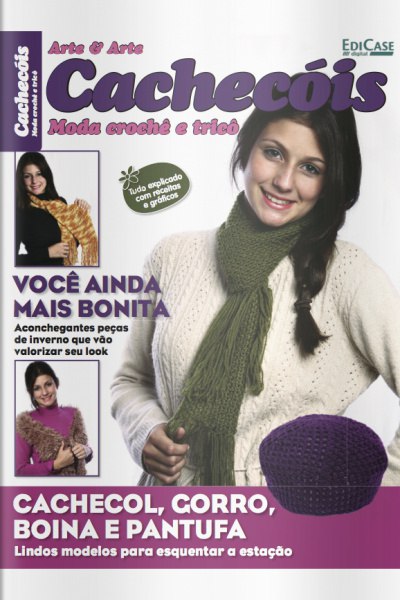 Cachecóis
Moda crochê e tricô
Arte & Arte
EDICASE
digital
Cachecóis
Moda crochê e tricô
Tudo explicado
com receitas
e gráficos
VOCÊ AINDA
MAIS BONITA
Aconchegantes peças
de inverno que vão
valorizar seu look
CACHECOL, GORRO,
BOINA E PANTUFA
Lindos modelos para esquentar a estação